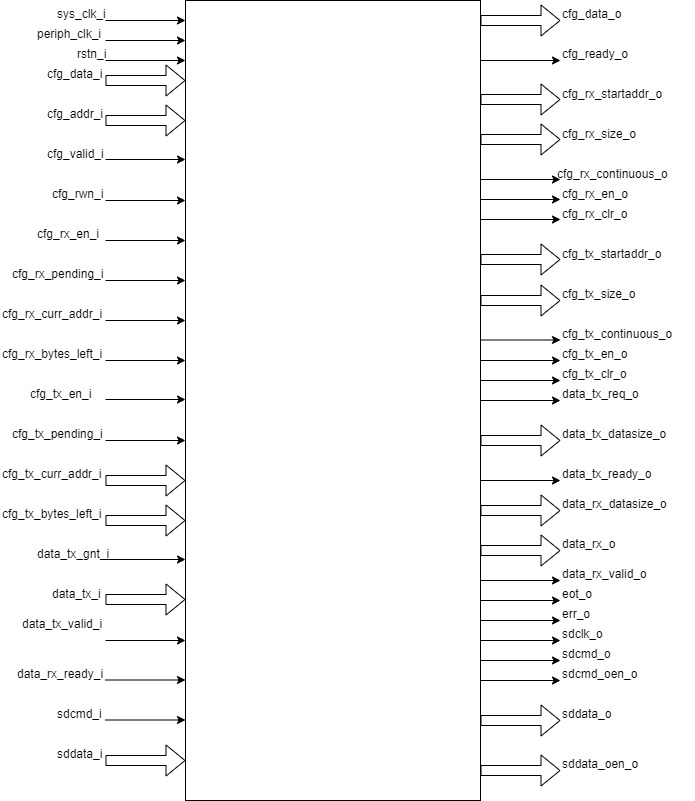 sys_clk_i
periph_clk_i
rstn_i
cfg_data_i
cfg_addr_i
cfg_valid_i
cfg_rwn_i
cfg_rx_en_i
cfg_rx_pending_i
cfg_rx_curr_addr_i
cfg_rx_bytes_left_i
cfg_tx_en_i
cfg_tx_pending_i
cfg_tx_curr_addr_i
cfg_tx_bytes_left_i
data_tx_gnt_i
data_tx_i
data_tx_valid_i
data_rx_ready_i
sdcmd_i
sddata_i
cfg_data_o
cfg_ready_o
cfg_rx_startaddr_o
cfg_rx_size_o
cfg_rx_continuous_o
cfg_rx_en_o
cfg_rx_clr_o
cfg_tx_startaddr_o
cfg_tx_size_o
cfg_tx_continuous_o
cfg_tx_en_o
cfg_tx_clr_o
data_tx_req_o
data_tx_datasize_o
data_tx_ready_o
data_rx_datasize_o
data_rx_o
data_rx_valid_o
eot_o
err_o
sdclk_o
sdcmd_o
sdcmd_oen_o
sddata_o
sddata_oen_o